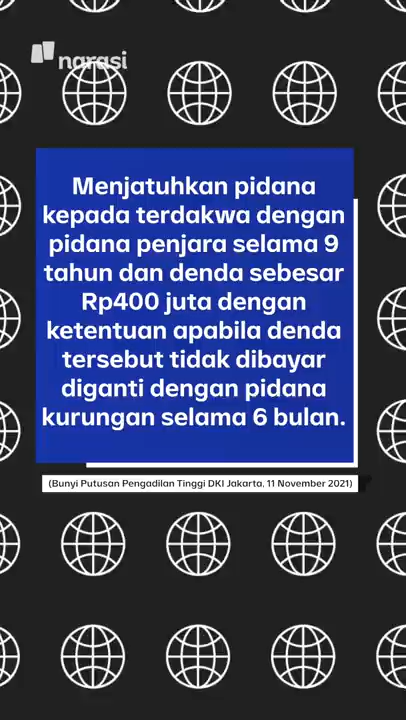 narasi
Menjatuhkan pidana
kepada terdakwa dengan
pidana penjara selama 9
tahun dan denda sebesar
Rp400 juta dengan
ketentuan apabila denda
tersebut tidak dibayar
diganti dengan pidana
kurungan selama 6 bulan.
(Bunyi Putusan Pengadilan Tinggi DKI Jakarta, 11 November 2021)